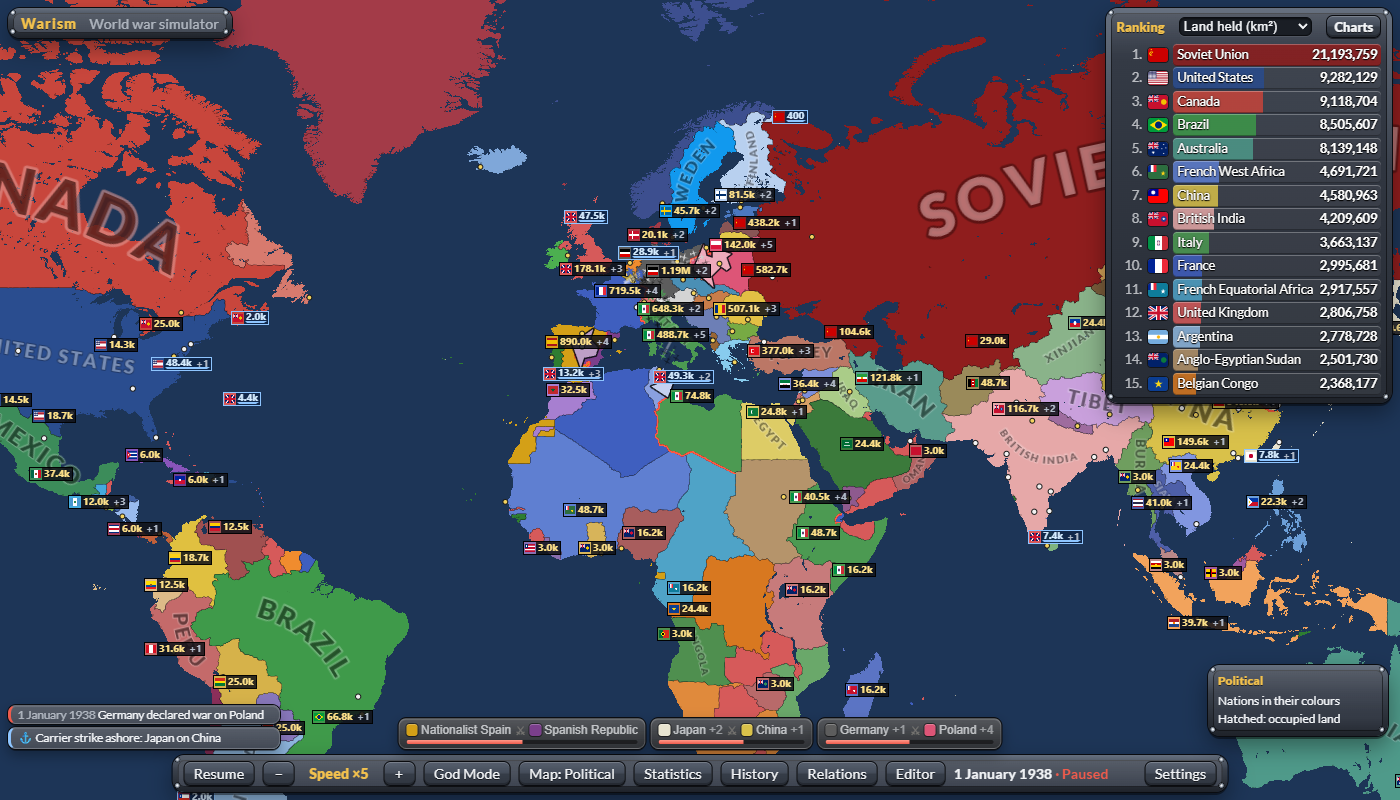 Warism World war simulator
Ranking Land held (km²) Charts
1. Soviet Union 21,193,759
2. United States 9,282,129
3. Canada 9,118,704
4. Brazil 8,505,607
5. Australia 8,139,148
6. French West Africa 4,691,721
7. China 4,580,963
8. British India 4,209,609
9. Italy 3,663,137
10. France 2,995,681
11. French Equatorial Africa 2,917,557
12. United Kingdom 2,806,758
13. Argentina 2,778,728
14. Anglo-Egyptian Sudan 2,501,730
15. Belgian Congo 2,368,177
400
SWEDEN
FINLAND
81.5k +2
SOVIE
NADA
47.5k
45.7k +2
438.2k +1
20.1k +2
142.0k +5
28.9k +1
178.1k +3
1.19M +2
582.7k
719.5k +4
25.0k
2.0k
648.3k +2
507.1k +3
24.4k
14.3k
488.7k +5
104.6k
890.0k +4
29.0k
ITED STATES
48.4k +1
377.0k +3
EY
XINJIAN
13.2k +3
49.3k +2
121.8k +1
36.4k +4
48.7k
32.5k
74.8k
IRAQ
IRAN
14.5k
4.4k
116.7k +2
TIBET
18.7k
24.8k +1
NA
MEXICO
EGYPT
24.4k
149.6k +1
6.0k
3.0k
BRITISH INDIA
BUR
7.8k +1
37.4k
6.0k +1
OMAN
24.4k
3.0k
12.0k +3
40.5k +4
41.0k +1
22.3k +2
48.7k
6.0k +1
12.5k
16.2k
48.7k
7.4k +1
3.0k
3.0k
18.7k
3.0k
3.0k
16.2k
12.5k
16.2k
16.2k
24.4k
BRAZIL
39.7k +1
PERU
3.0k
31.6k +1
ANGOLA
25.0k
3.0k
16.2k
66.8k +1
25.0k
Political
Nations in their colours
Hatched: occupied land
1 January 1938 Germany declared war on Poland
Carrier strike ashore: Japan on China
Nationalist Spain Spanish Republic
Japan +2 China +1
Germany +1 Poland +4
Resume − Speed ×5 + God Mode Map: Political Statistics History Relations Editor 1 January 1938 · Paused Settings
2.0k